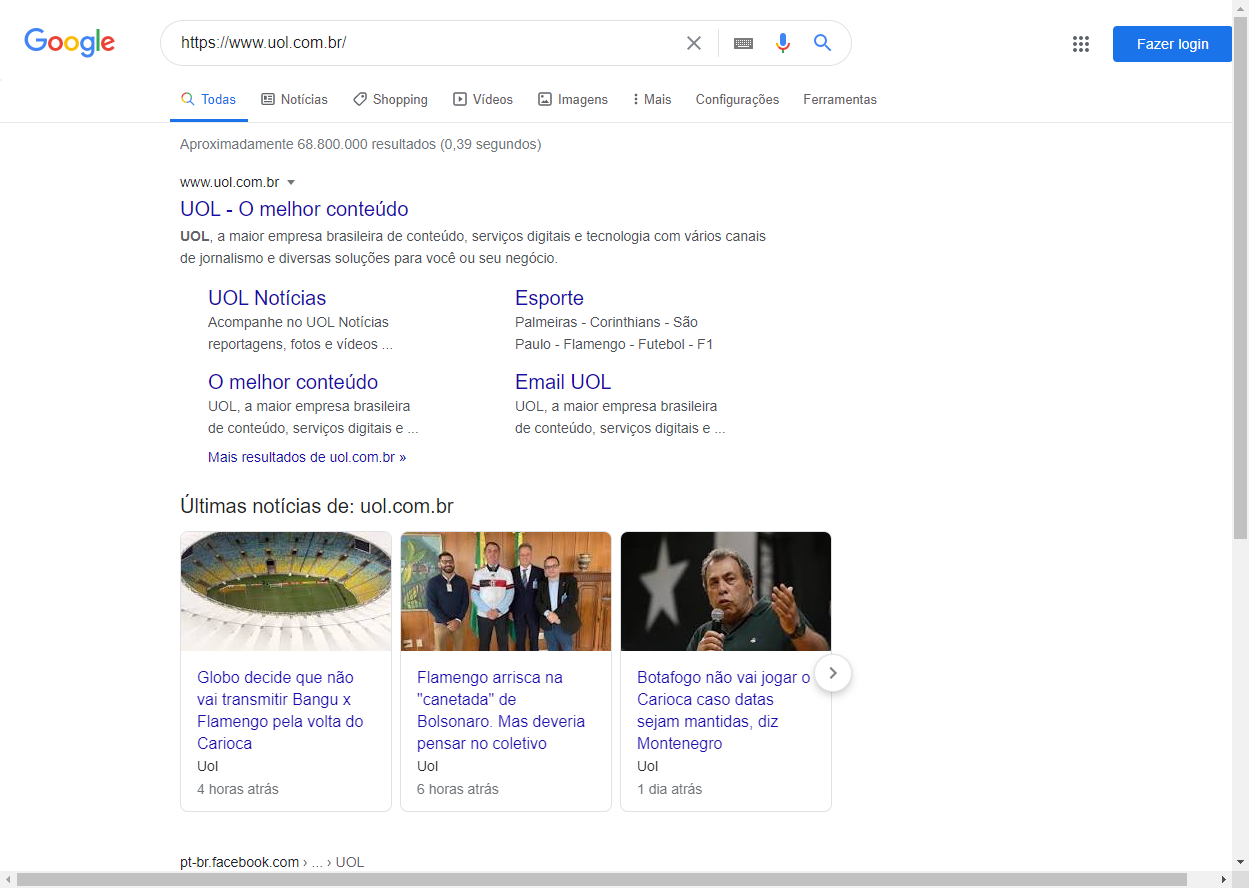 Google
https://www.uol.com.br/
Fazer login
Todas Notícias Shopping Vídeos Imagens Mais Configurações Ferramentas
Aproximadamente 68.800.000 resultados (0,39 segundos)
www.uol.com.br
UOL - O melhor conteúdo
UOL, a maior empresa brasileira de conteúdo, serviços digitais e tecnologia com vários canais
de jornalismo e diversas soluções para você ou seu negócio.
UOL Notícias
Acompanhe no UOL Notícias
reportagens, fotos e vídeos ...
Esporte
Palmeiras - Corinthians - São
Paulo - Flamengo - Futebol - F1
O melhor conteúdo
UOL, a maior empresa brasileira
de conteúdo, serviços digitais e ...
Email UOL
UOL, a maior empresa brasileira
de conteúdo, serviços digitais e ...
Mais resultados de uol.com.br »
Últimas notícias de: uol.com.br
Globo decide que não
vai transmitir Bangu x
Flamengo pela volta do
Carioca
Uol
4 horas atrás
Flamengo arrisca na
"canetada" de
Bolsonaro. Mas deveria
pensar no coletivo
Uol
6 horas atrás
Botafogo não vai jogar o
Carioca caso datas
sejam mantidas, diz
Montenegro
Uol
1 dia atrás
pt-br.facebook.com › ... › UOL